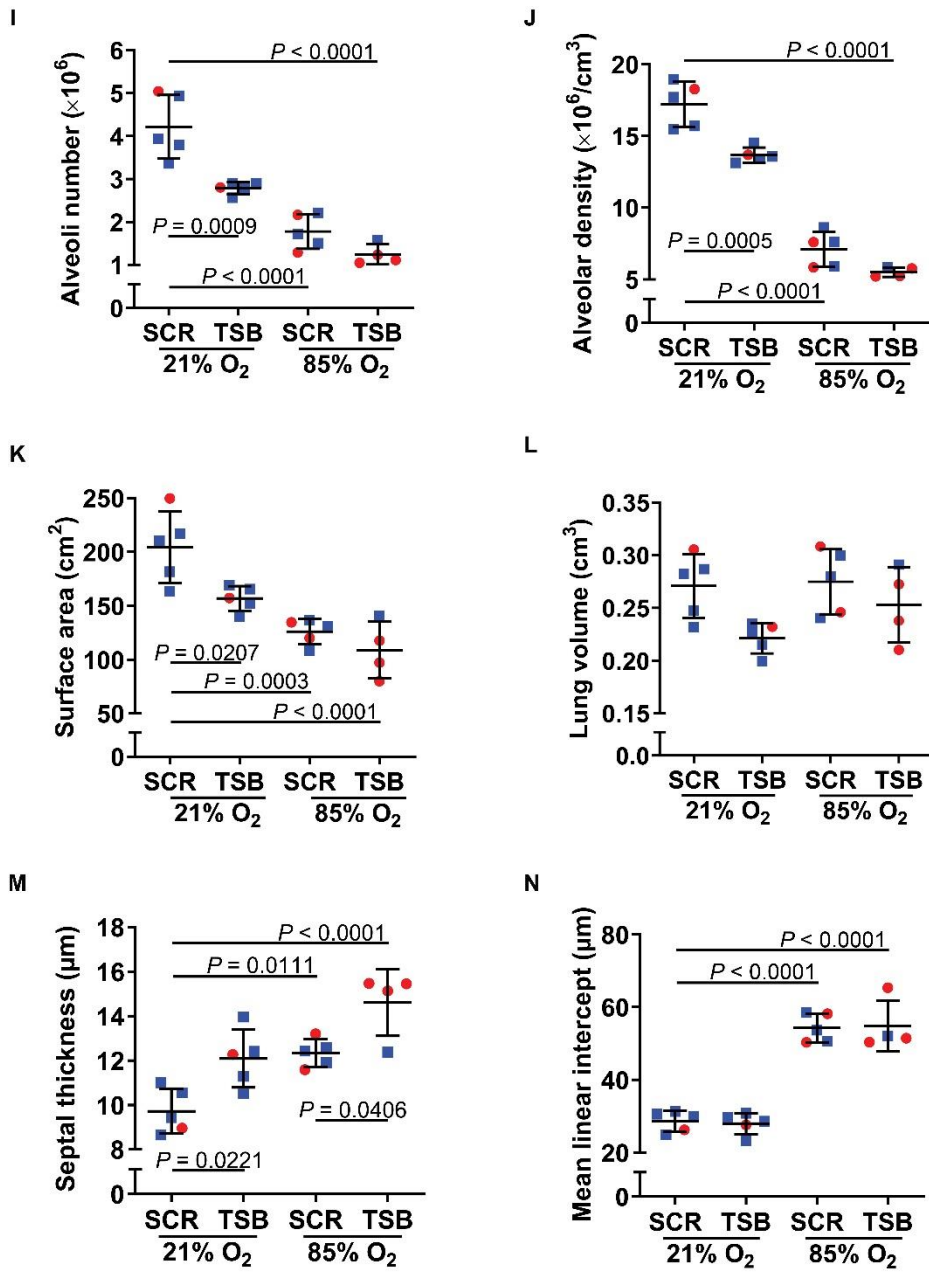 I
Alveoli number (×10⁶)
6
5
4
3
2
1
0
P < 0.0001
P = 0.0009
P < 0.0001
SCR TSB SCR TSB
21% O₂ 85% O₂
J
Alveolar density (×10⁶/cm³)
20
15
10
5
0
P < 0.0001
P = 0.0005
P < 0.0001
SCR TSB SCR TSB
21% O₂ 85% O₂
K
Surface area (cm²)
250
200
150
100
50
0
P = 0.0207
P = 0.0003
P < 0.0001
SCR TSB SCR TSB
21% O₂ 85% O₂
L
Lung volume (cm³)
0.35
0.30
0.25
0.20
0.15
0.0
SCR TSB SCR TSB
21% O₂ 85% O₂
M
Septal thickness (µm)
18
16
14
12
10
8
0
P < 0.0001
P = 0.0111
P = 0.0406
P = 0.0221
SCR TSB SCR TSB
21% O₂ 85% O₂
N
Mean linear intercept (µm)
80
60
40
20
0
P < 0.0001
P < 0.0001
SCR TSB SCR TSB
21% O₂ 85% O₂